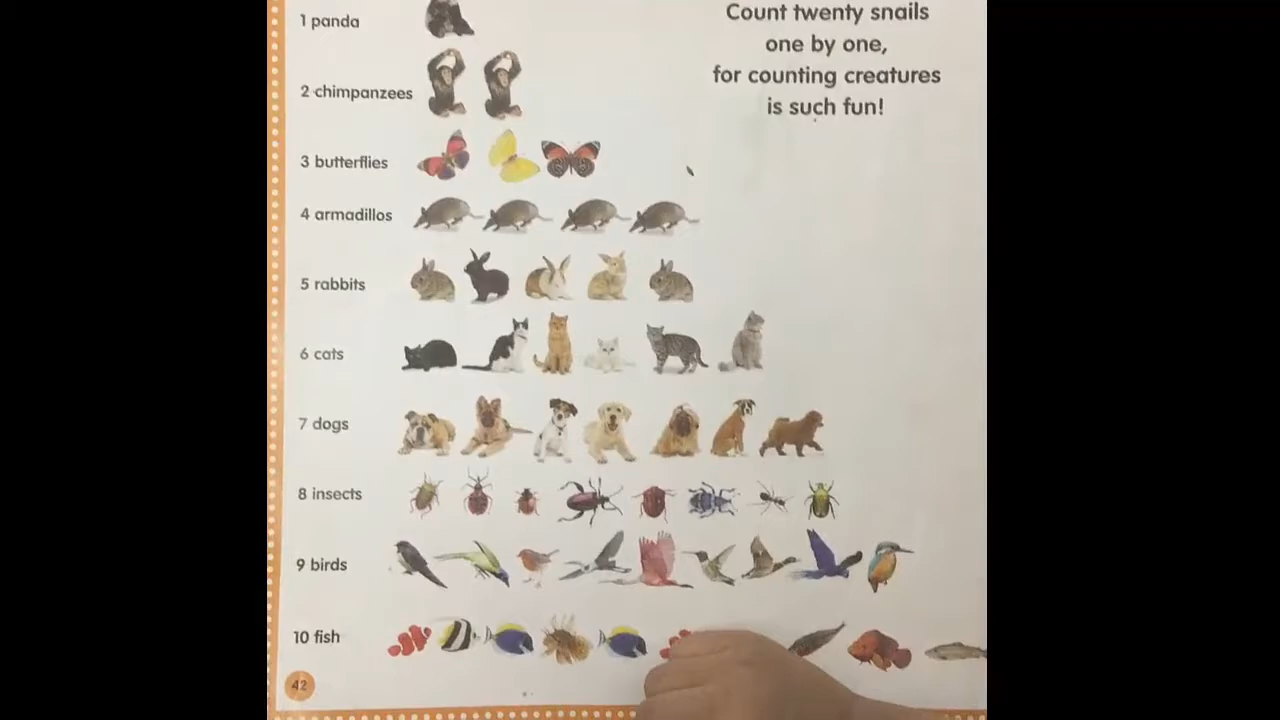 1 panda
Count twenty snails
one by one,
for counting creatures
is such fun!
2 chimpanzees
3 butterflies
4 armadillos
5 rabbits
6 cats
7 dogs
8 insects
9 birds
10 fish
42